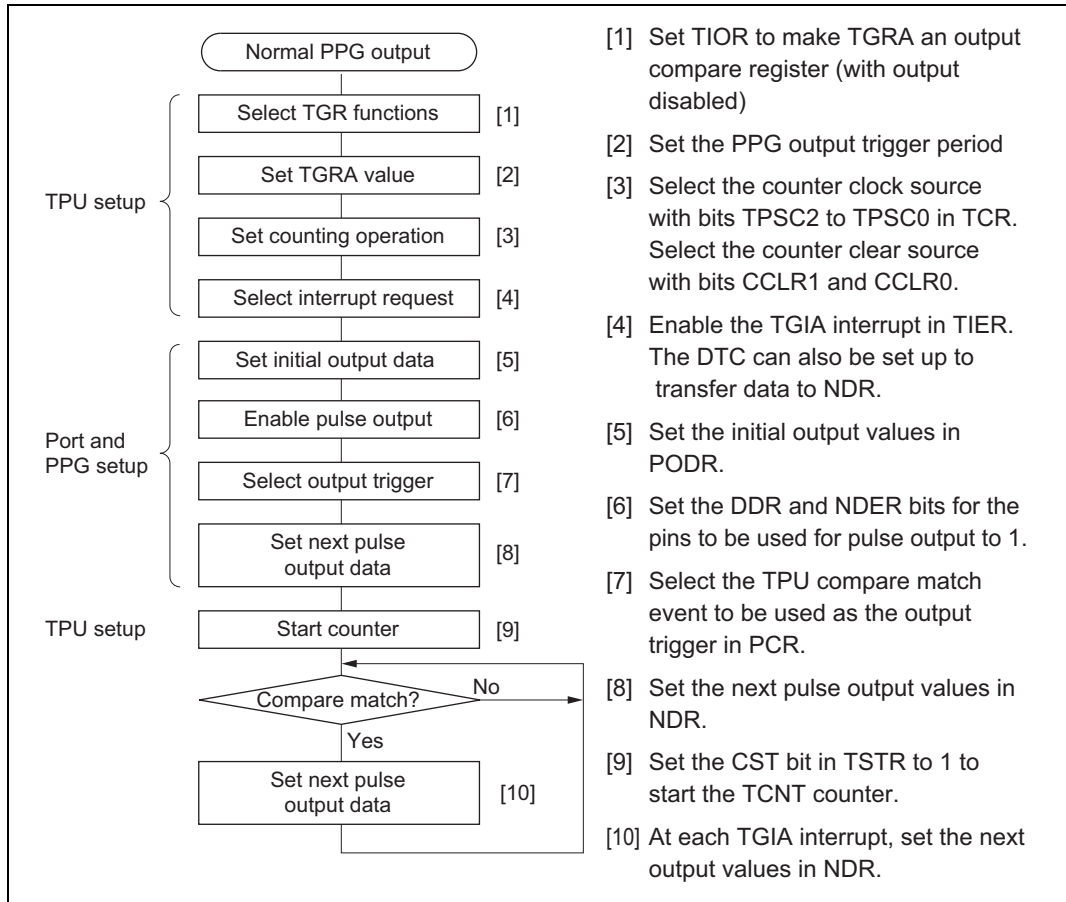 Normal PPG output
Select TGR functions [1]
Set TGRA value [2]
TPU setup
Set counting operation [3]
Select interrupt request [4]
Set initial output data [5]
Enable pulse output [6]
Port and
PPG setup
Select output trigger [7]
Set next pulse
output data [8]
TPU setup
Start counter [9]
Compare match?
No
Yes
Set next pulse
output data [10]
[1] Set TIOR to make TGRA an output
compare register (with output
disabled)
[2] Set the PPG output trigger period
[3] Select the counter clock source
with bits TPSC2 to TPSC0 in TCR.
Select the counter clear source
with bits CCLR1 and CCLR0.
[4] Enable the TGIA interrupt in TIER.
The DTC can also be set up to
transfer data to NDR.
[5] Set the initial output values in
PODR.
[6] Set the DDR and NDER bits for the
pins to be used for pulse output to 1.
[7] Select the TPU compare match
event to be used as the output
trigger in PCR.
[8] Set the next pulse output values in
NDR.
[9] Set the CST bit in TSTR to 1 to
start the TCNT counter.
[10] At each TGIA interrupt, set the next
output values in NDR.